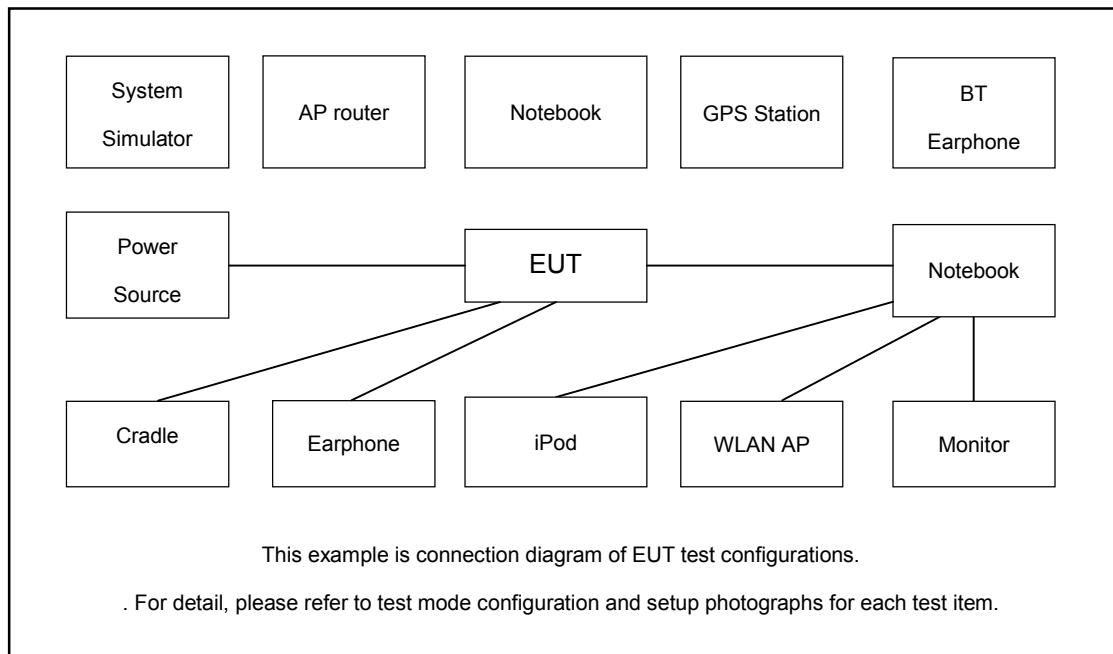 System
Simulator
AP router
Notebook
GPS Station
BT
Earphone
Power
Source
EUT
Notebook
Cradle
Earphone
iPod
WLAN AP
Monitor
This example is connection diagram of EUT test configurations.
. For detail, please refer to test mode configuration and setup photographs for each test item.